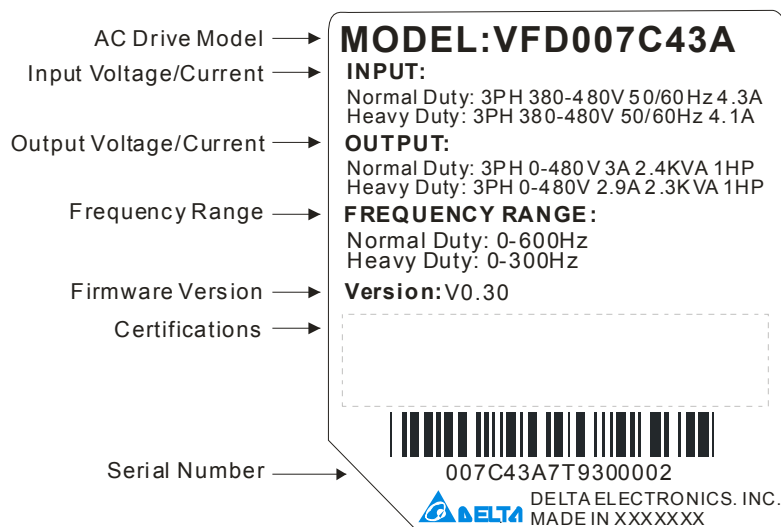 AC Drive Model
MODEL:VFD007C43A
Input Voltage/Current
INPUT:
Normal Duty: 3PH 380-480V 50/60Hz 4.3A
Heavy Duty: 3PH 380-480V 50/60Hz 4.1A
Output Voltage/Current
OUTPUT:
Normal Duty: 3PH 0-480V 3A 2.4KVA 1HP
Heavy Duty: 3PH 0-480V 2.9A 2.3KVA 1HP
Frequency Range
FREQUENCY RANGE:
Normal Duty: 0-600Hz
Heavy Duty: 0-300Hz
Firmware Version
Version:V0.30
Certifications
Serial Number
007C43A7T9300002
DELTA
DELTA ELECTRONICS. INC.
MADE IN XXXXXXX